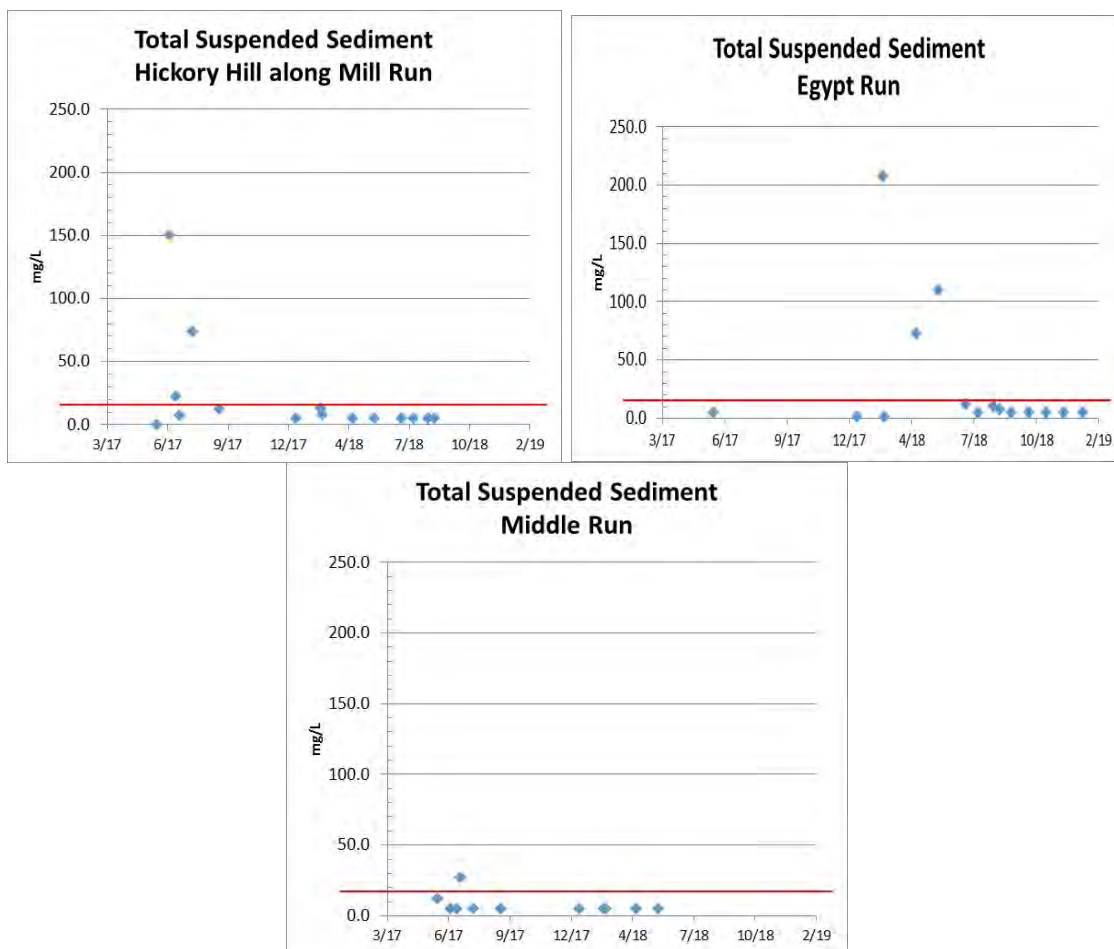 Total Suspended Sediment
Hickory Hill along Mill Run
250.0
200.0
150.0
100.0
50.0
0.0
mg/L
3/17 6/17 9/17 12/17 4/18 7/18 10/18 2/19
Total Suspended Sediment
Egypt Run
250.0
200.0
150.0
100.0
50.0
0.0
mg/L
3/17 6/17 9/17 12/17 4/18 7/18 10/18 2/19
Total Suspended Sediment
Middle Run
250.0
200.0
150.0
100.0
50.0
0.0
mg/L
3/17 6/17 9/17 12/17 4/18 7/18 10/18 2/19